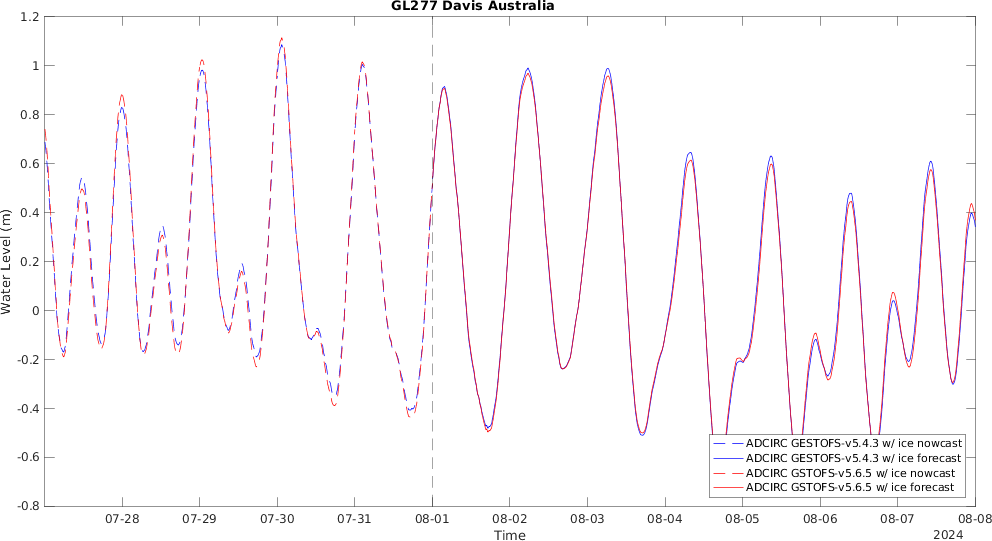 GL277 Davis Australia
Water Level (m)
1.2
1
0.8
0.6
0.4
0.2
0
-0.2
-0.4
-0.6
-0.8
ADCIRC GESTOFS-v5.4.3 w/ ice nowcast
ADCIRC GESTOFS-v5.4.3 w/ ice forecast
ADCIRC GSTOFS-v5.6.5 w/ ice nowcast
ADCIRC GSTOFS-v5.6.5 w/ ice forecast
07-28 07-29 07-30 07-31 08-01 08-02 08-03 08-04 08-05 08-06 08-07 08-08
Time
2024